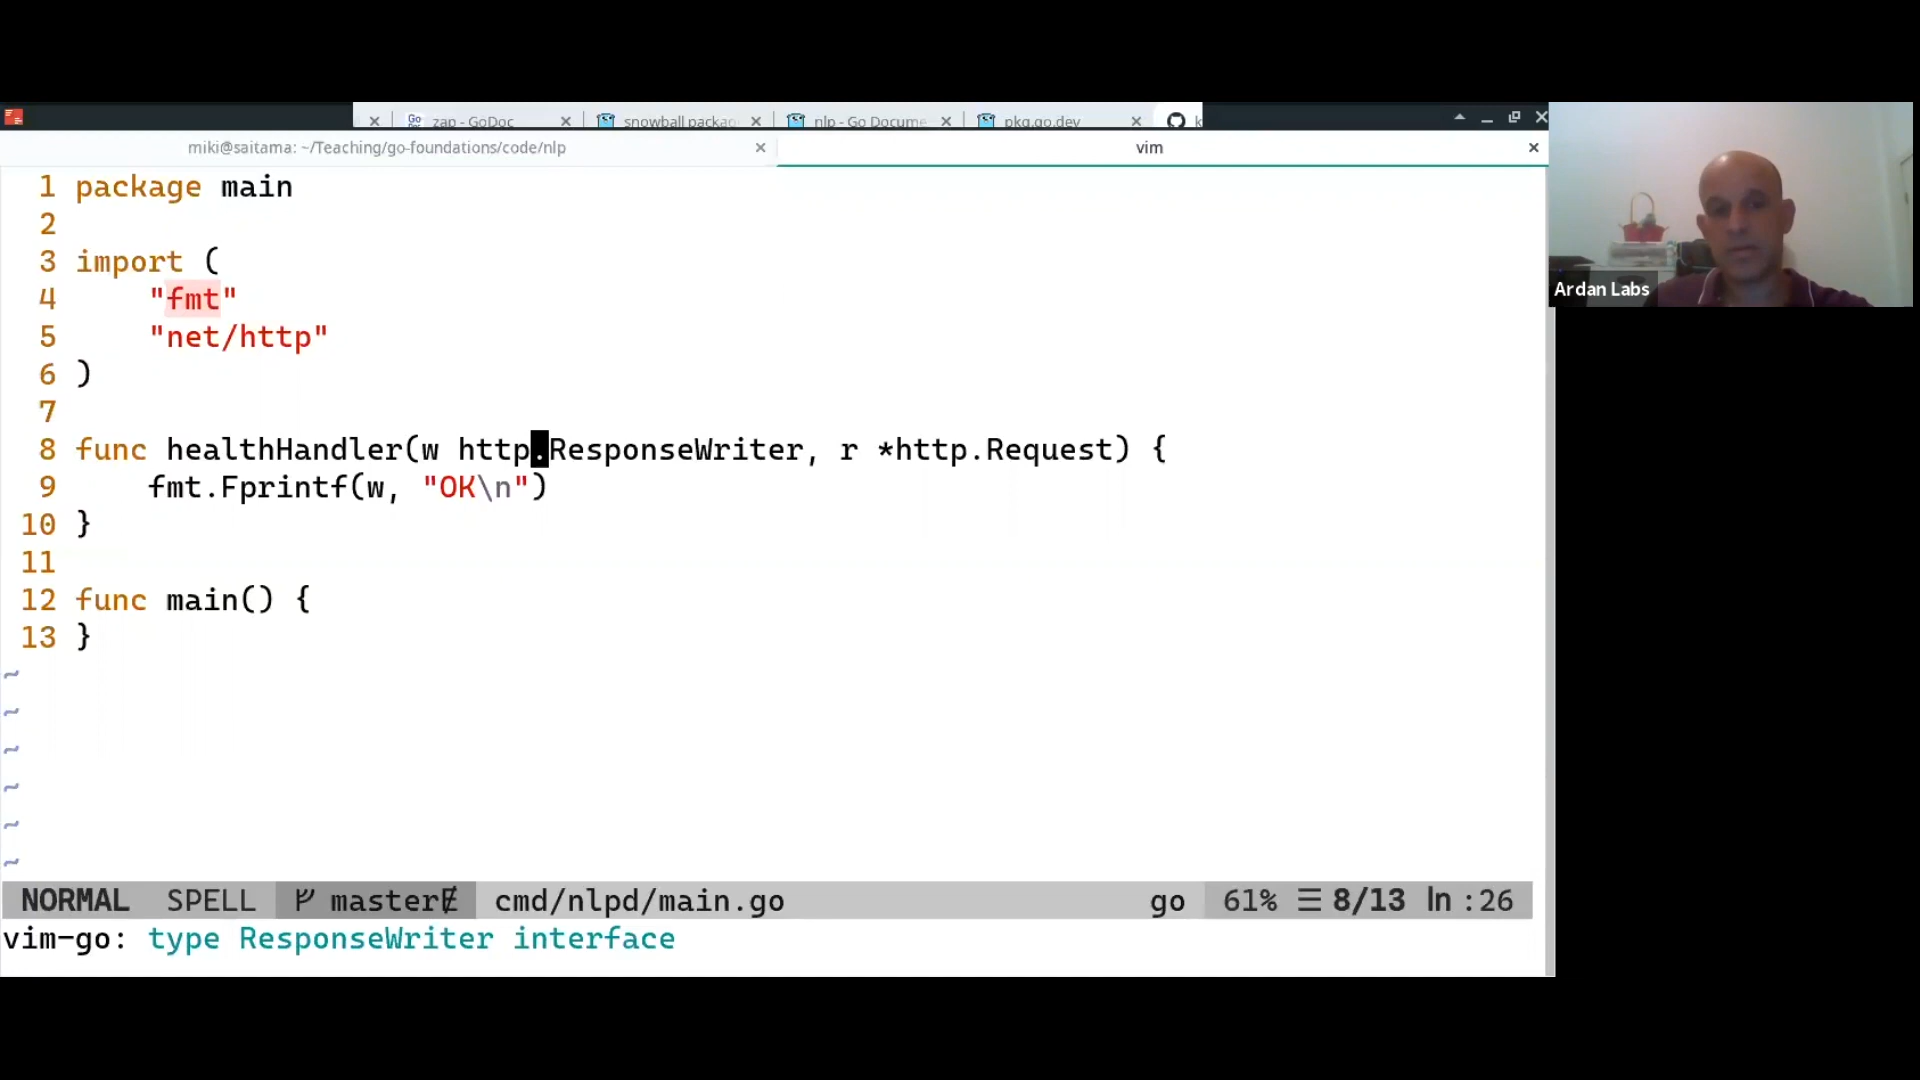 zap - GoDoc
snowball packag
nlp - Go Docume
pkg.go.dev
k
miki@saitama: ~/Teaching/go-foundations/code/nlp
vim
1 package main
2
3 import (
4 "fmt"
5 "net/http"
6 )
7
8 func healthHandler(w http.ResponseWriter, r *http.Request) {
9 fmt.Fprintf(w, "OK\n")
10 }
11
12 func main() {
13 }
~
~
~
~
~
~
NORMAL SPELL master cmd/nlpd/main.go go 61% ☰ 8/13 ln :26
vim-go: type ResponseWriter interface
Ardan Labs